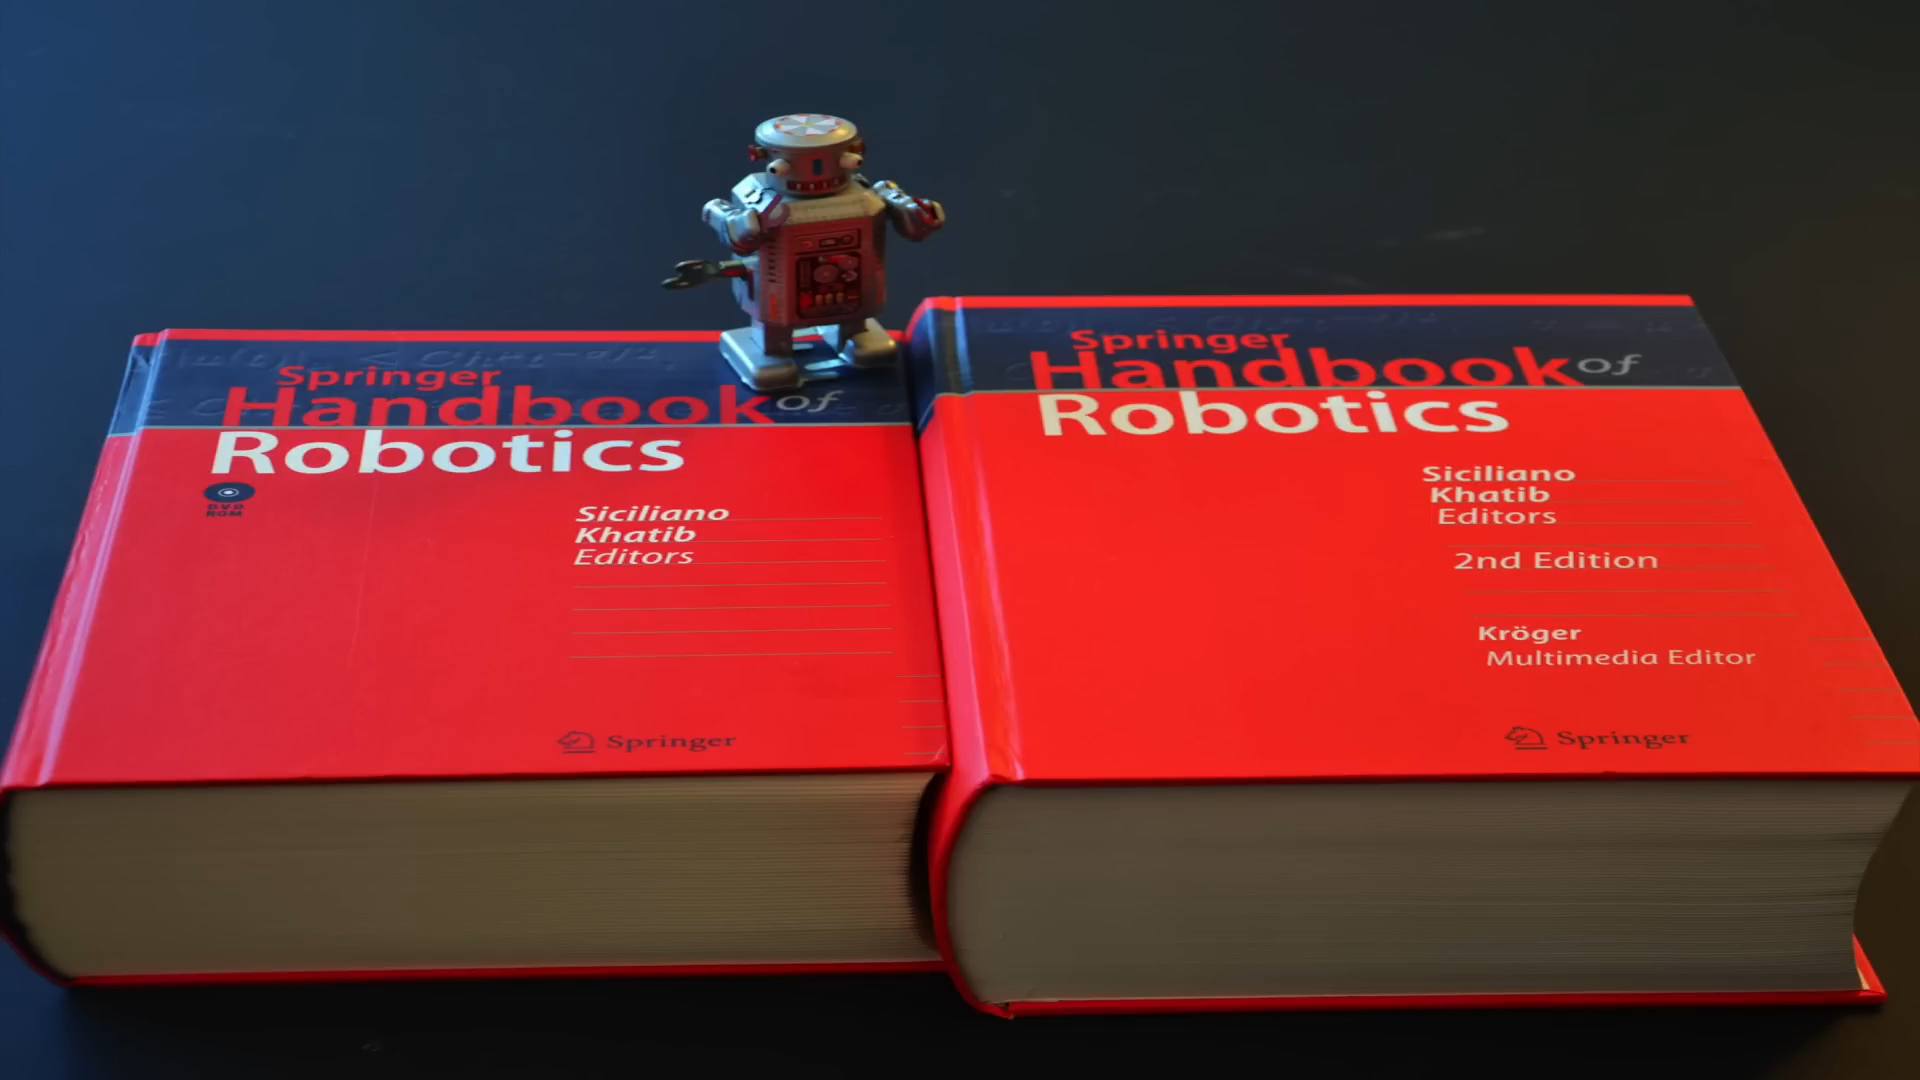 Springer
Handbook of
Robotics
DVD
ROM
Siciliano
Khatib
Editors
Springer
Springer
Handbook of
Robotics
Siciliano
Khatib
Editors
2nd Edition
Kröger
Multimedia Editor
Springer